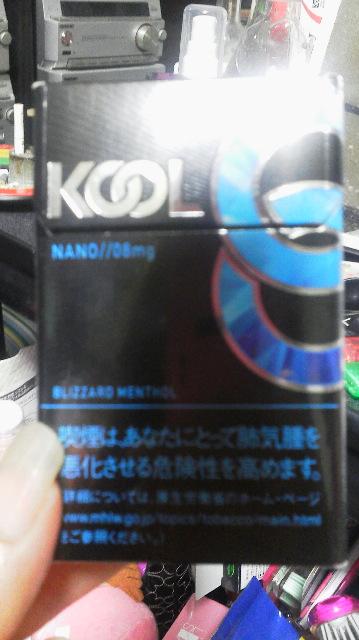 KOOL
NANO//08mg
BLIZZARD MENTHOL
喫煙は、あなたにとって肺気腫を
悪化させる危険性を高めます。
詳細については、厚生労働省のホーム・ページ
www.mhlw.go.jp/topics/tobacco/main.html
をご参照ください。)